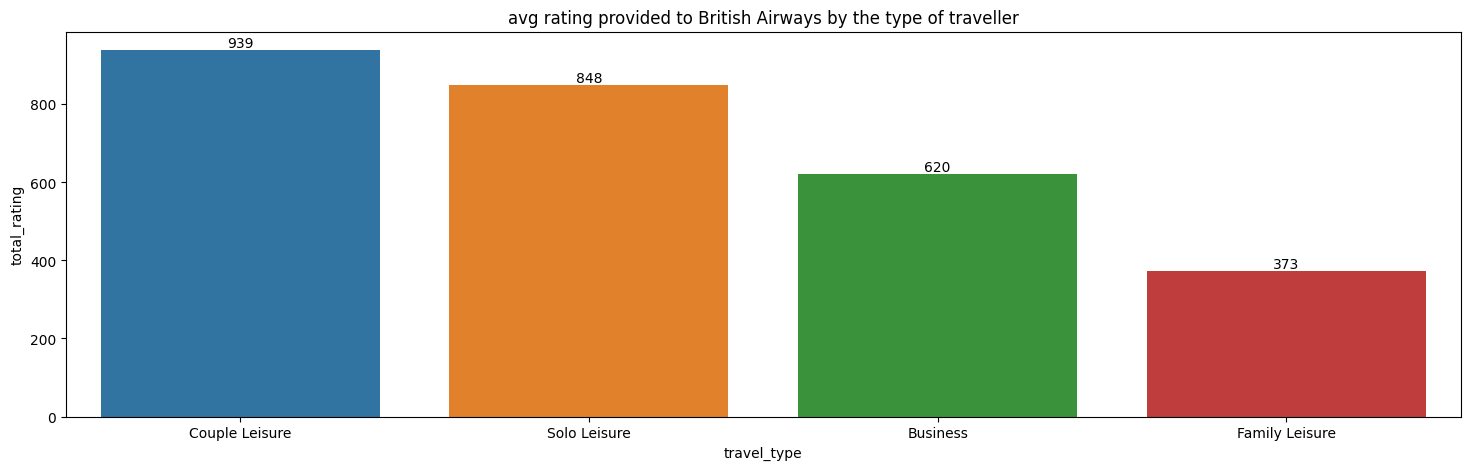 avg rating provided to British Airways by the type of traveller
939
848
620
373
800
600
400
200
0
total_rating
Couple Leisure
Solo Leisure
Business
Family Leisure
travel_type